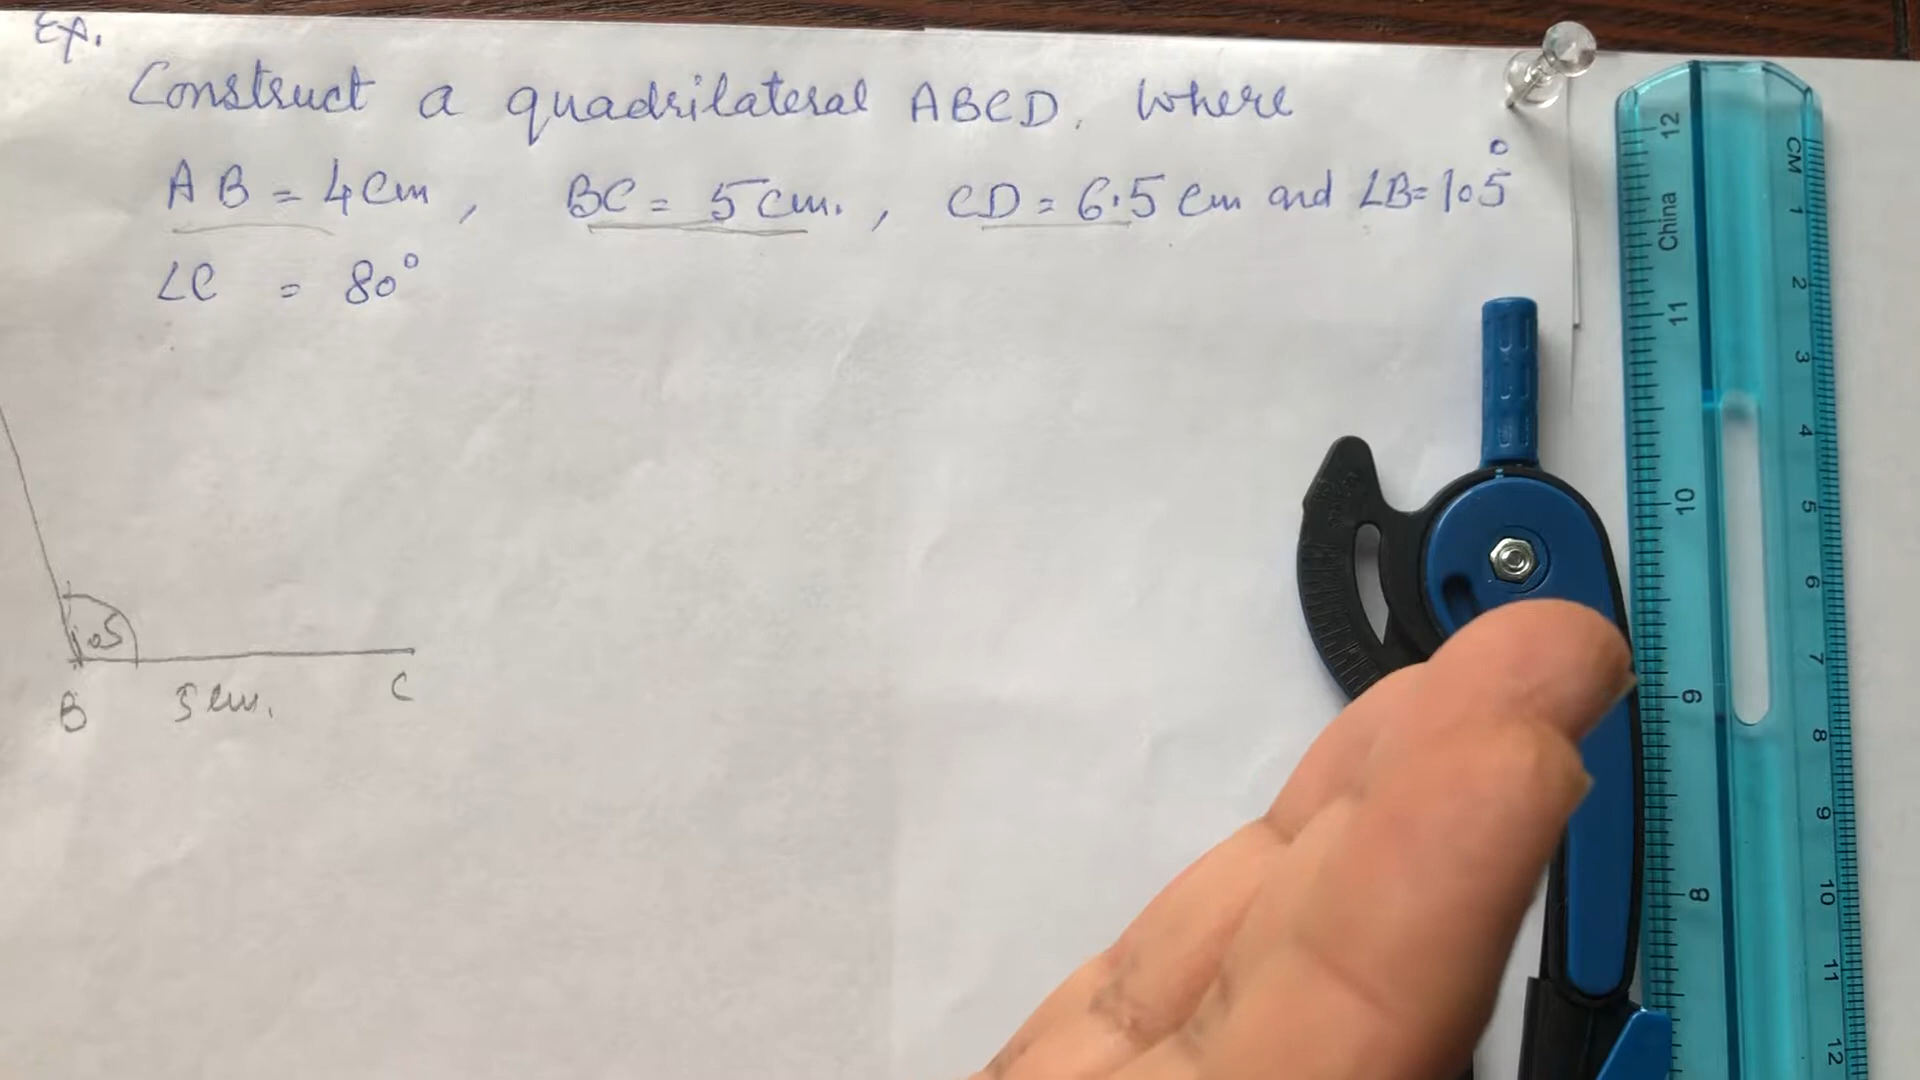 Ex.
Construct a quadrilateral ABCD, Where
AB = 4cm, BC = 5cm., CD = 6.5 cm and ∠B=105°
∠C = 80°
105
B 5cm. C
12 11 10 9 8
China
CM 1 2 3 4 5 6 7 8 9 10 11 12